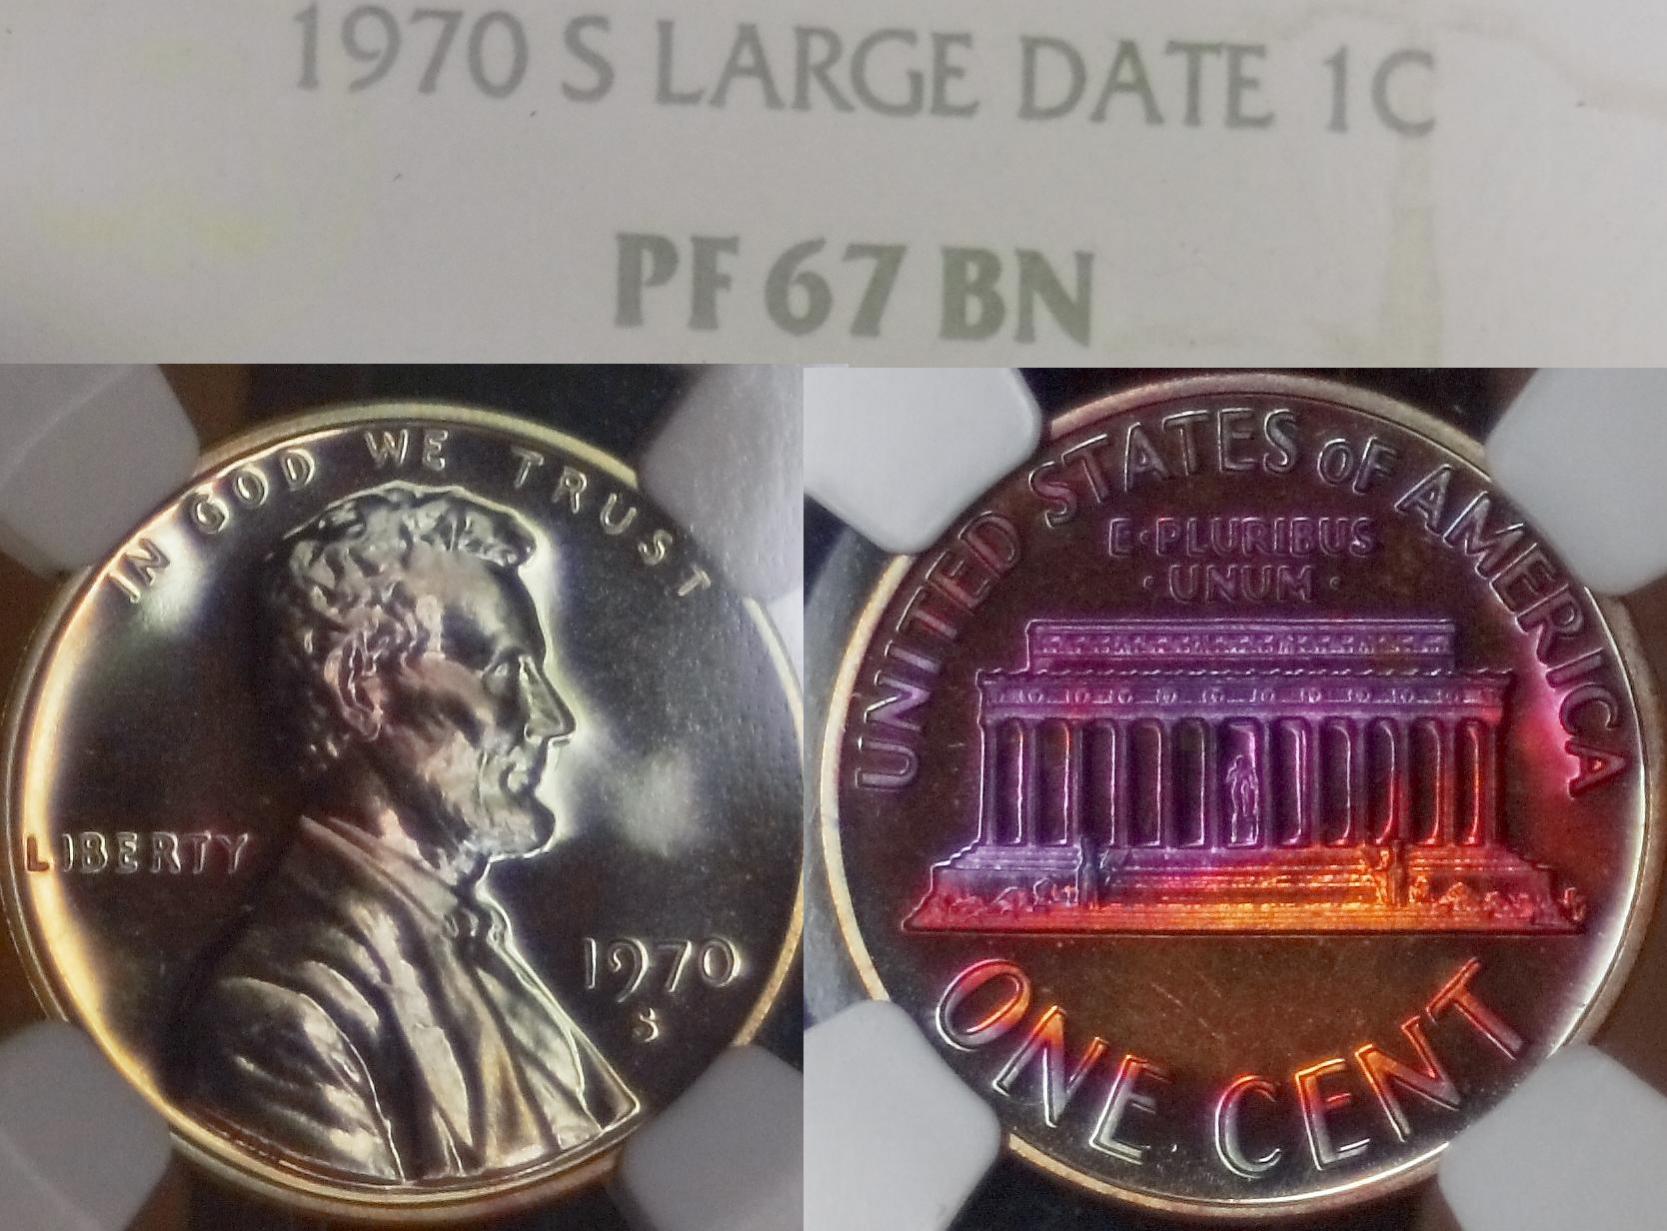 1970 S LARGE DATE 1C
PF 67 BN
IN GOD WE TRUST
LIBERTY
1970
S
UNITED STATES OF AMERICA
E·PLURIBUS
·UNUM·
ONE CENT